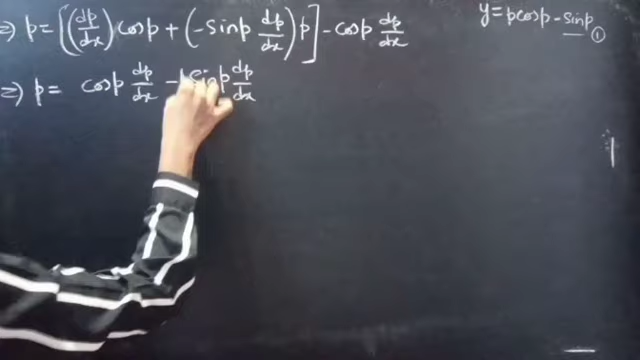 ⇒ p = [(dp/dx) cos p + (-sin p dp/dx) p] - cos p dp/dx
y = p cos p - sin p ①
⇒ p = cos p dp/dx - p sin p dp/dx